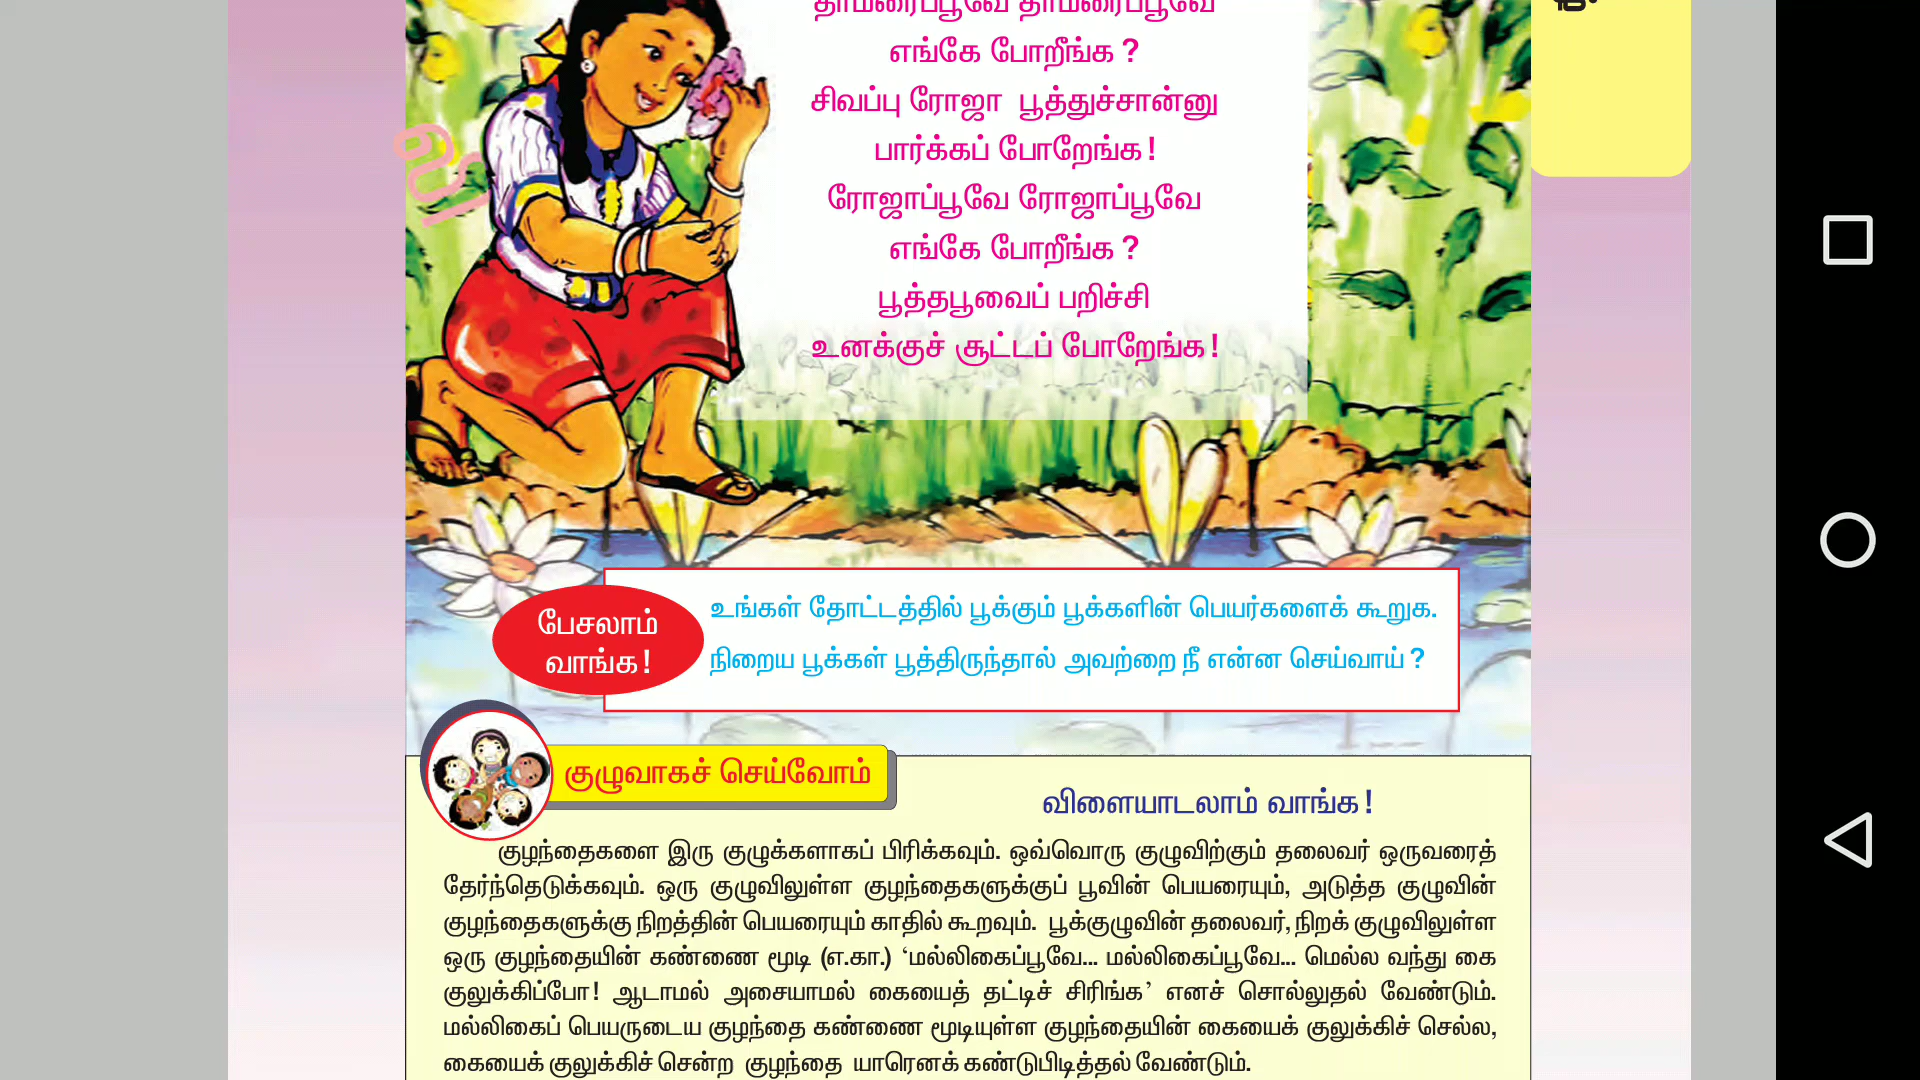 தாமரைப்பூவே தாமரைப்பூவே
எங்கே போறீங்க ?
சிவப்பு ரோஜா பூத்துச்சான்னு
பார்க்கப் போறேங்க !
ரோஜாப்பூவே ரோஜாப்பூவே
எங்கே போறீங்க ?
பூத்தபூவைப் பறிச்சி
உனக்குச் சூட்டப் போறேங்க !
பேசலாம்
வாங்க !
உங்கள் தோட்டத்தில் பூக்கும் பூக்களின் பெயர்களைக் கூறுக.
நிறைய பூக்கள் பூத்திருந்தால் அவற்றை நீ என்ன செய்வாய் ?
குழுவாகச் செய்வோம்
விளையாடலாம் வாங்க !
குழந்தைகளை இரு குழுக்களாகப் பிரிக்கவும். ஒவ்வொரு குழுவிற்கும் தலைவர் ஒருவரைத்
தேர்ந்தெடுக்கவும். ஒரு குழுவிலுள்ள குழந்தைகளுக்குப் பூவின் பெயரையும், அடுத்த குழுவின்
குழந்தைகளுக்கு நிறத்தின் பெயரையும் காதில் கூறவும். பூக்குழுவின் தலைவர், நிறக் குழுவிலுள்ள
ஒரு குழந்தையின் கண்ணை மூடி (எ.கா.) ‘மல்லிகைப்பூவே... மல்லிகைப்பூவே... மெல்ல வந்து கை
குலுக்கிப்போ ! ஆடாமல் அசையாமல் கையைத் தட்டிச் சிரிங்க’ எனச் சொல்லுதல் வேண்டும்.
மல்லிகைப் பெயருடைய குழந்தை கண்ணை மூடியுள்ள குழந்தையின் கையைக் குலுக்கிச் செல்ல,
கையைக் குலுக்கிச் சென்ற குழந்தை யாரெனக் கண்டுபிடித்தல் வேண்டும்.